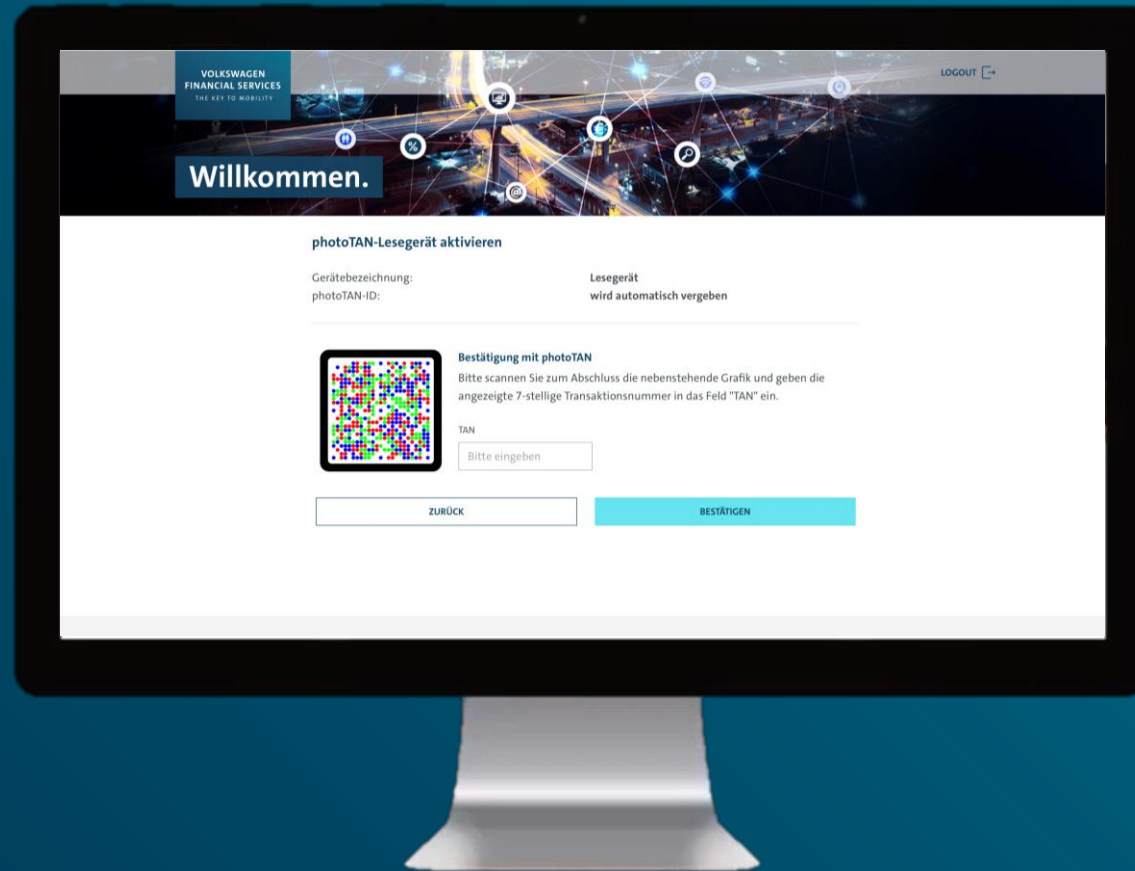 VOLKSWAGEN
FINANCIAL SERVICES
THE KEY TO MOBILITY
LOGOUT
Willkommen.
photoTAN-Lesegerät aktivieren
Gerätebezeichnung: Lesegerät
photoTAN-ID: wird automatisch vergeben
Bestätigung mit photoTAN
Bitte scannen Sie zum Abschluss die nebenstehende Grafik und geben die
angezeigte 7-stellige Transaktionsnummer in das Feld "TAN" ein.
TAN
Bitte eingeben
ZURÜCK
BESTÄTIGEN